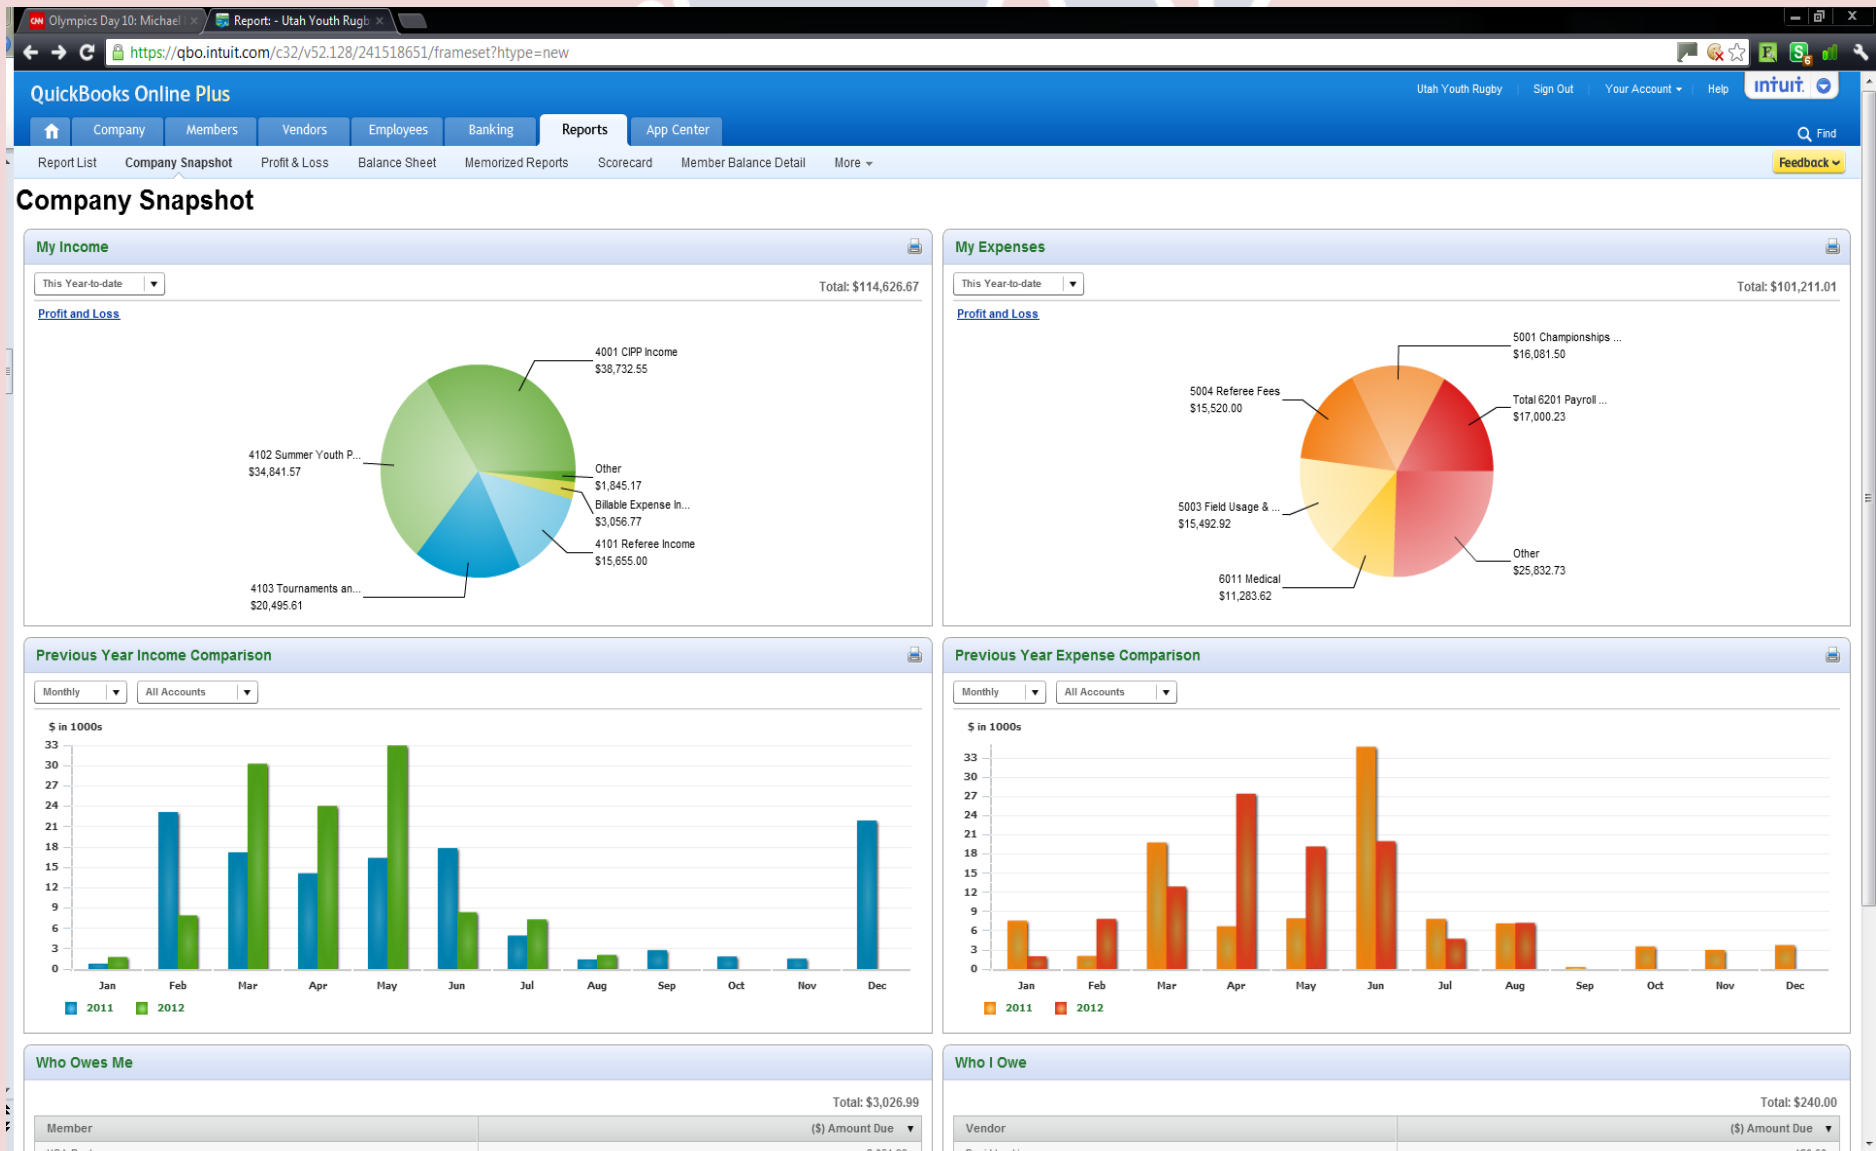 Olympics Day 10: Michael
Report: - Utah Youth Rugb
https://qbo.intuit.com/c32/v52.128/241518651/frameset?htype=new
QuickBooks Online Plus
Utah Youth Rugby Sign Out Your Account Help intuit.
Company Members Vendors Employees Banking Reports App Center
Find
Report List Company Snapshot Profit & Loss Balance Sheet Memorized Reports Scorecard Member Balance Detail More
Feedback
Company Snapshot
My Income
This Year-to-date Total: $114,626.67
Profit and Loss
4001 CIPP Income
$38,732.55
4102 Summer Youth P...
$34,841.57
Other
$1,845.17
Billable Expense In...
$3,056.77
4101 Referee Income
$15,655.00
4103 Tournaments an...
$20,495.61
My Expenses
This Year-to-date Total: $101,211.01
Profit and Loss
5001 Championships ...
$16,081.50
5004 Referee Fees
$15,520.00
Total 6201 Payroll ...
$17,000.23
5003 Field Usage & ...
$15,492.92
Other
$25,832.73
6011 Medical
$11,283.62
Previous Year Income Comparison
Monthly All Accounts
$ in 1000s
33
30
27
24
21
18
15
12
9
6
3
0
Jan Feb Mar Apr May Jun Jul Aug Sep Oct Nov Dec
2011 2012
Previous Year Expense Comparison
Monthly All Accounts
$ in 1000s
33
30
27
24
21
18
15
12
9
6
3
0
Jan Feb Mar Apr May Jun Jul Aug Sep Oct Nov Dec
2011 2012
Who Owes Me
Total: $3,026.99
Member ($) Amount Due
Who I Owe
Total: $240.00
Vendor ($) Amount Due